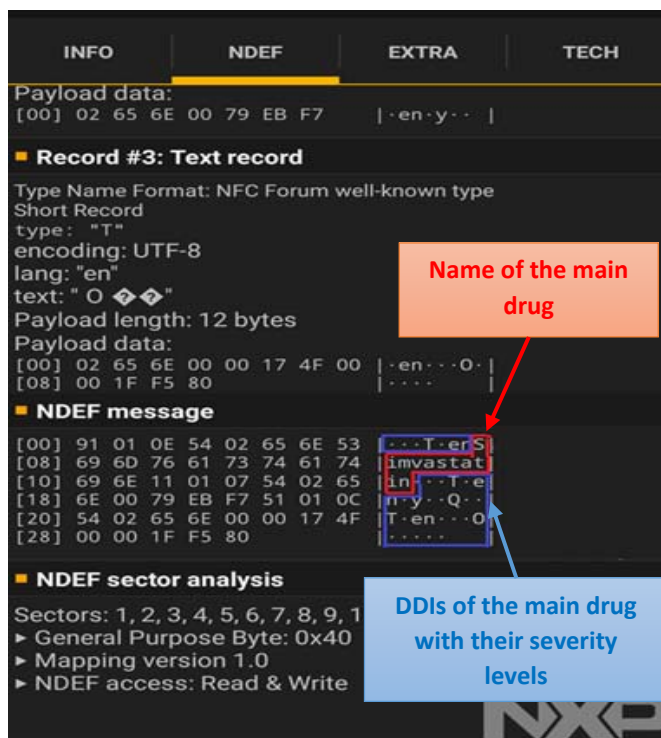 INFO NDEF EXTRA TECH
Payload data:
[00] 02 65 6E 00 79 EB F7 |·en·y·· |
Record #3: Text record
Type Name Format: NFC Forum well-known type
Short Record
type: "T"
encoding: UTF-8
lang: "en"
text: " O ��"
Payload length: 12 bytes
Payload data:
[00] 02 65 6E 00 00 17 4F 00 |·en···O·|
[08] 00 1F F5 80 |···· |
Name of the main
drug
NDEF message
[00] 91 01 0E 54 02 65 6E 53 |···T·enS|
[08] 69 6D 76 61 73 74 61 74 |imvastat|
[10] 69 6E 11 01 07 54 02 65 |in···T·e|
[18] 6E 00 79 EB F7 51 01 0C |n·y··Q··|
[20] 54 02 65 6E 00 00 17 4F |T·en···O|
[28] 00 00 1F F5 80 |····· |
DDIs of the main drug
with their severity
levels
NDEF sector analysis
Sectors: 1, 2, 3, 4, 5, 6, 7, 8, 9, 1
► General Purpose Byte: 0x40
► Mapping version 1.0
► NDEF access: Read & Write
NXP